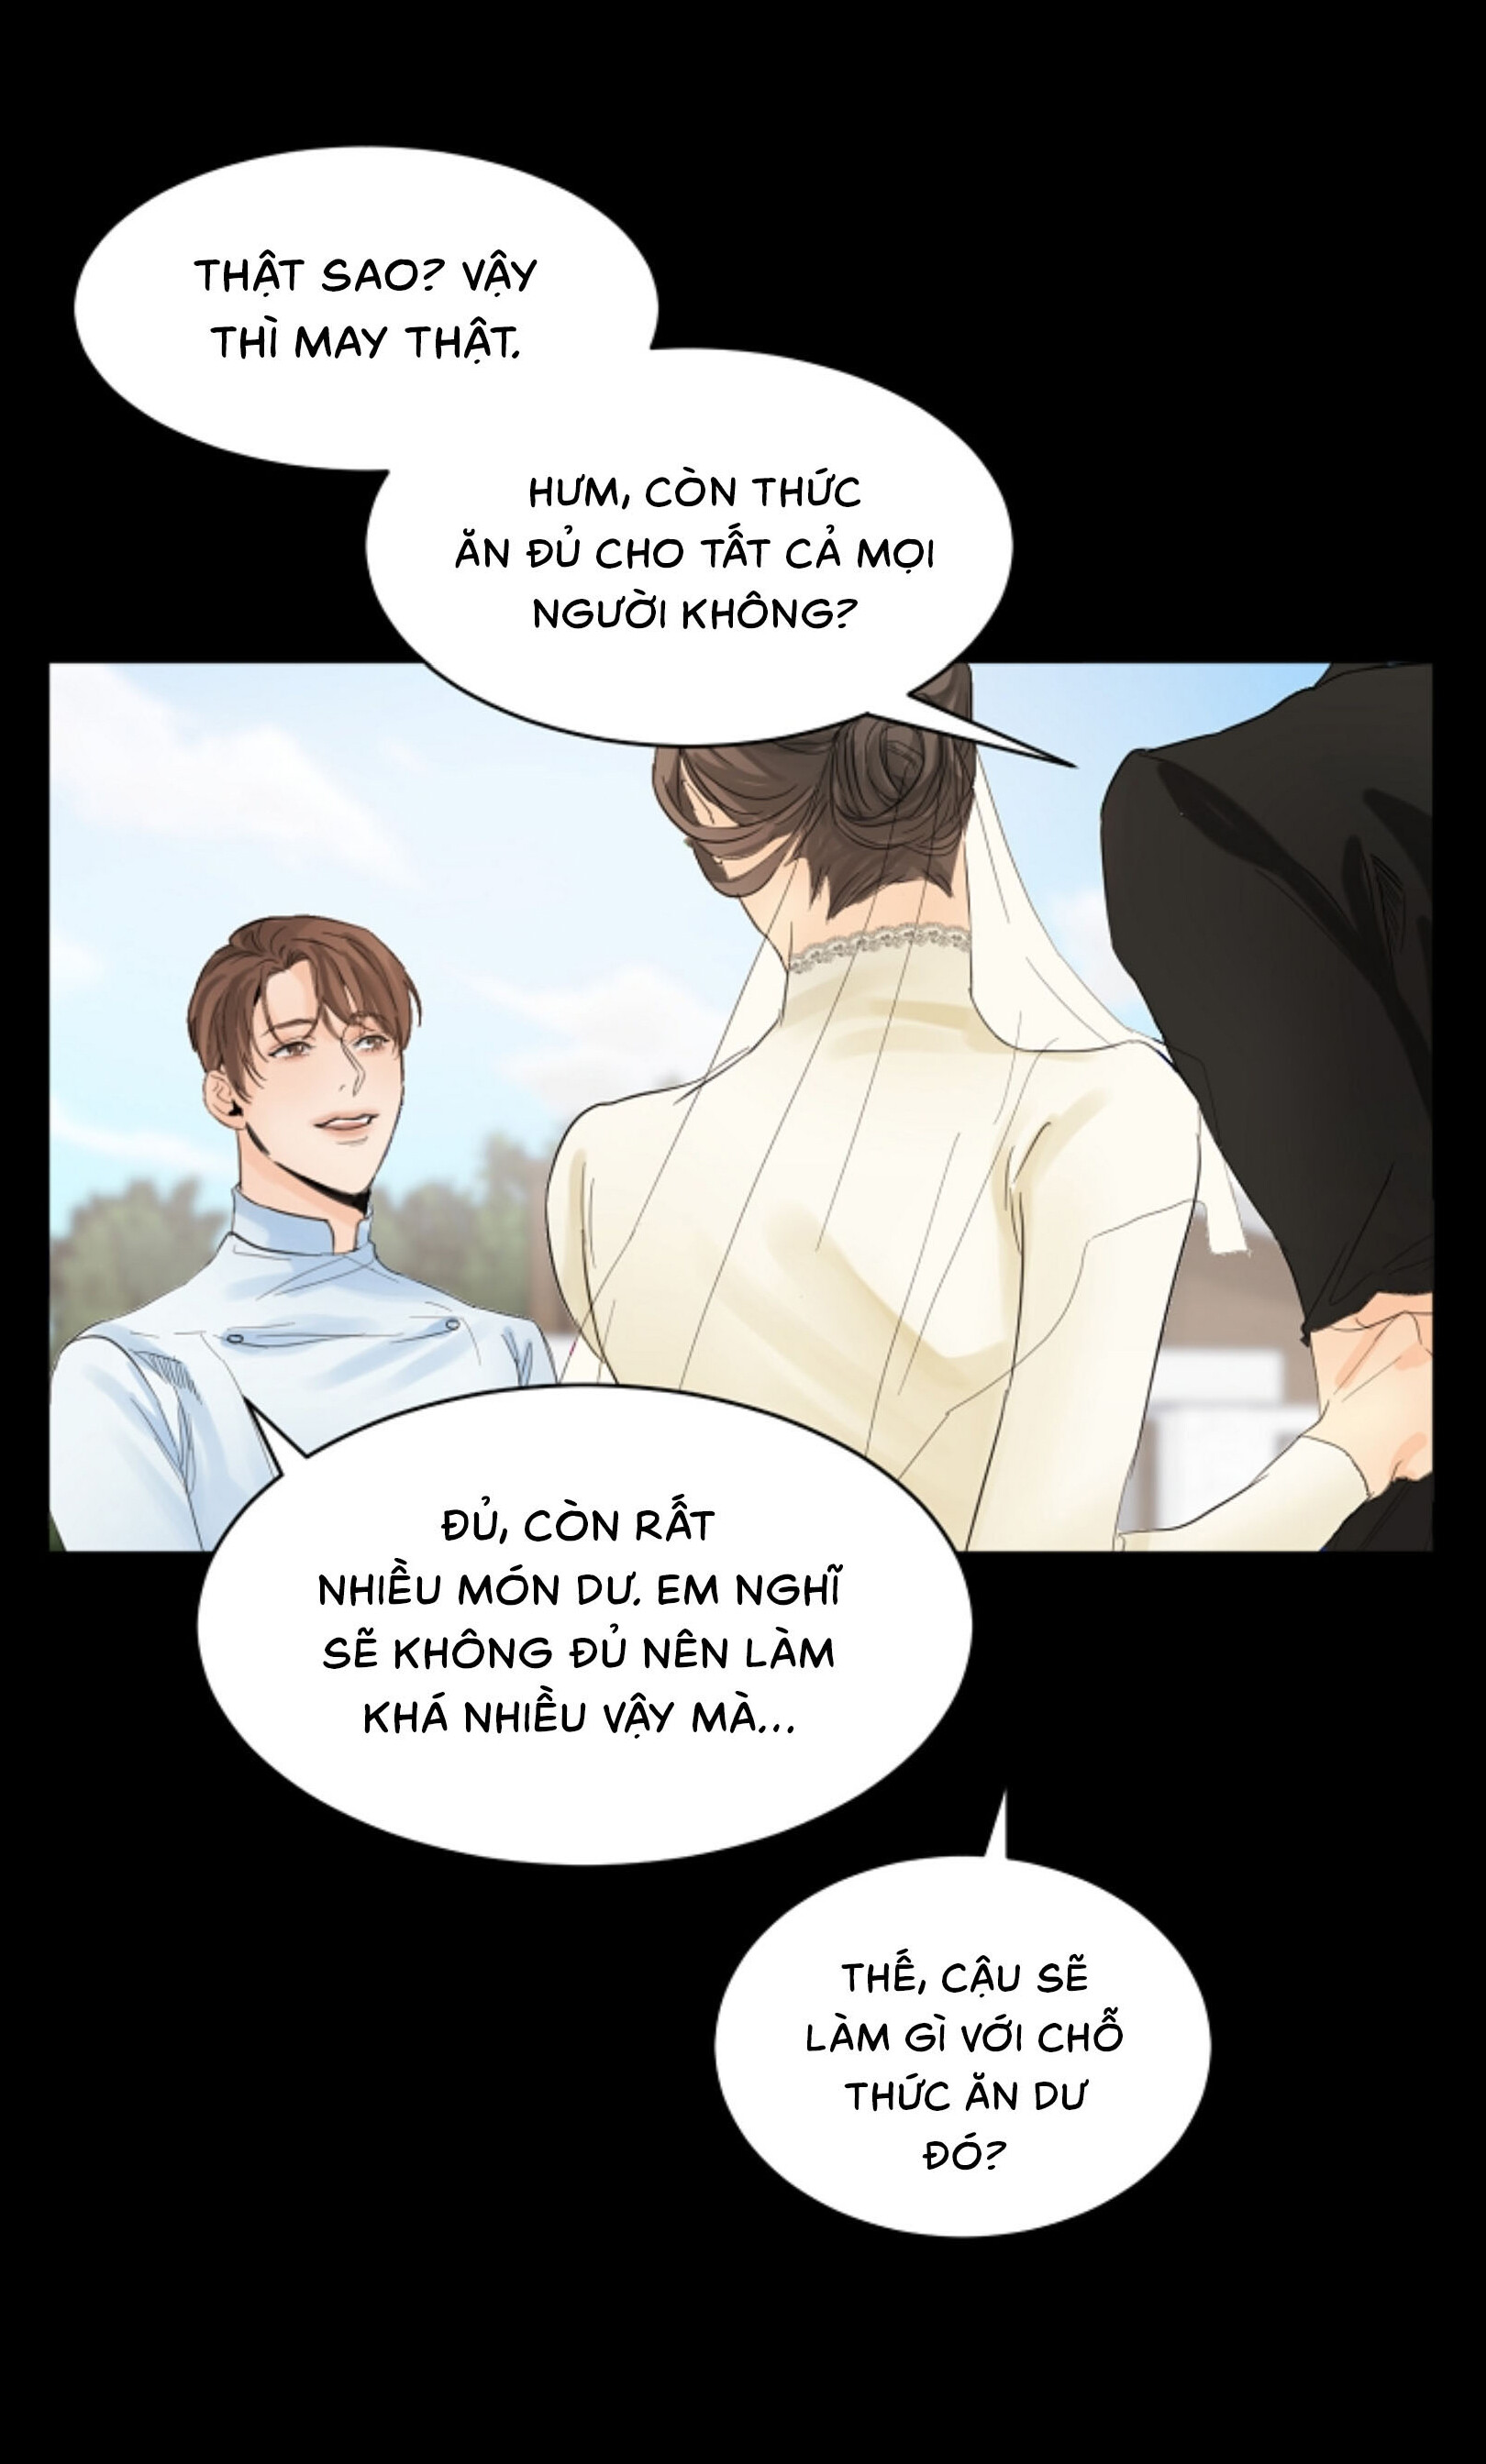 THẬT SAO? VẬY
THÌ MAY THẬT.
HƯM, CÒN THỨC
ĂN ĐỦ CHO TẤT CẢ MỌI
NGƯỜI KHÔNG?
ĐỦ, CÒN RẤT
NHIỀU MÓN DƯ. EM NGHĨ
SẼ KHÔNG ĐỦ NÊN LÀM
KHÁ NHIỀU VẬY MÀ...
THẾ, CẬU SẼ
LÀM GÌ VỚI CHỖ
THỨC ĂN DƯ
ĐÓ?